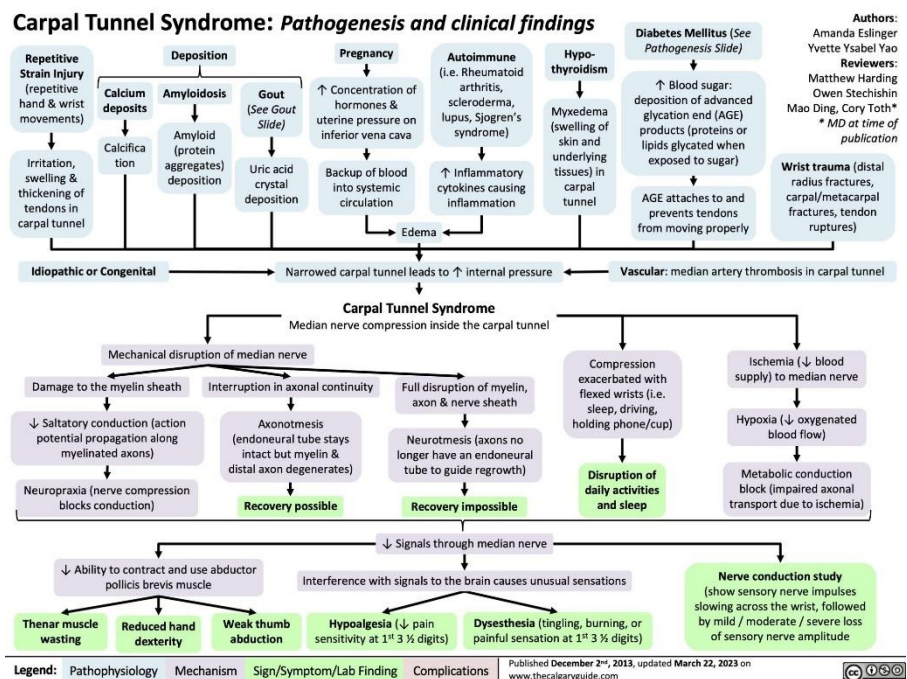 Carpal Tunnel Syndrome: Pathogenesis and clinical findings
Authors:
Amanda Eslinger
Yvette Ysabel Yao
Reviewers:
Matthew Harding
Owen Stechishin
Mao Ding, Cory Toth*
* MD at time of
publication
Repetitive
Strain Injury
(repetitive
hand & wrist
movements)
Irritation,
swelling &
thickening of
tendons in
carpal tunnel
Deposition
Calcium
deposits
Calcifica
tion
Amyloidosis
Amyloid
(protein
aggregates)
deposition
Gout
(See Gout
Slide)
Uric acid
crystal
deposition
Pregnancy
↑ Concentration of
hormones &
uterine pressure on
inferior vena cava
Backup of blood
into systemic
circulation
Autoimmune
(i.e. Rheumatoid
arthritis,
scleroderma,
lupus, Sjogren's
syndrome)
↑ Inflammatory
cytokines causing
inflammation
Edema
Hypo-
thyroidism
Myxedema
(swelling of
skin and
underlying
tissues) in
carpal
tunnel
Diabetes Mellitus (See
Pathogenesis Slide)
↑ Blood sugar:
deposition of advanced
glycation end (AGE)
products (proteins or
lipids glycated when
exposed to sugar)
AGE attaches to and
prevents tendons
from moving properly
Wrist trauma (distal
radius fractures,
carpal/metacarpal
fractures, tendon
ruptures)
Idiopathic or Congenital
Narrowed carpal tunnel leads to ↑ internal pressure
Vascular: median artery thrombosis in carpal tunnel
Carpal Tunnel Syndrome
Median nerve compression inside the carpal tunnel
Mechanical disruption of median nerve
Damage to the myelin sheath
↓ Saltatory conduction (action
potential propagation along
myelinated axons)
Neuropraxia (nerve compression
blocks conduction)
Interruption in axonal continuity
Axonotmesis
(endoneural tube stays
intact but myelin &
distal axon degenerates)
Recovery possible
Full disruption of myelin,
axon & nerve sheath
Neurotmesis (axons no
longer have an endoneural
tube to guide regrowth)
Recovery impossible
Compression
exacerbated with
flexed wrists (i.e.
sleep, driving,
holding phone/cup)
Disruption of
daily activities
and sleep
Ischemia (↓ blood
supply) to median nerve
Hypoxia (↓ oxygenated
blood flow)
Metabolic conduction
block (impaired axonal
transport due to ischemia)
↓ Signals through median nerve
↓ Ability to contract and use abductor
pollicis brevis muscle
Thenar muscle
wasting
Reduced hand
dexterity
Weak thumb
abduction
Interference with signals to the brain causes unusual sensations
Hypoalgesia (↓ pain
sensitivity at 1st 3 ½ digits)
Dysesthesia (tingling, burning, or
painful sensation at 1st 3 ½ digits)
Nerve conduction study
(show sensory nerve impulses
slowing across the wrist, followed
by mild / moderate / severe loss
of sensory nerve amplitude
Legend: Pathophysiology Mechanism Sign/Symptom/Lab Finding Complications
Published December 2nd, 2013, updated March 22, 2023 on
www.thecalgaryguide.com
cc